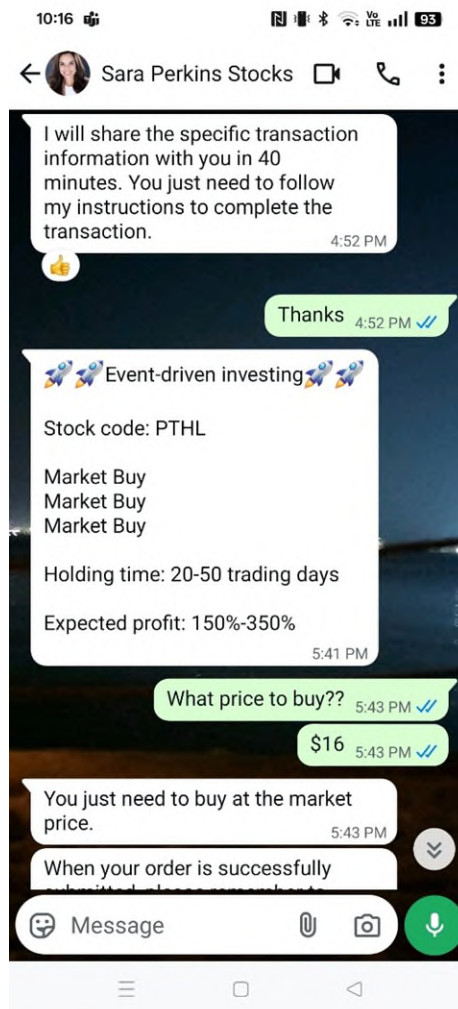 10:16
Vo
LTE
93
Sara Perkins Stocks
I will share the specific transaction
information with you in 40
minutes. You just need to follow
my instructions to complete the
transaction.
4:52 PM
Thanks
4:52 PM
🚀🚀Event-driven investing🚀🚀
Stock code: PTHL
Market Buy
Market Buy
Market Buy
Holding time: 20-50 trading days
Expected profit: 150%-350%
5:41 PM
What price to buy??
5:43 PM
$16
5:43 PM
You just need to buy at the market
price.
5:43 PM
When your order is successfully
Message